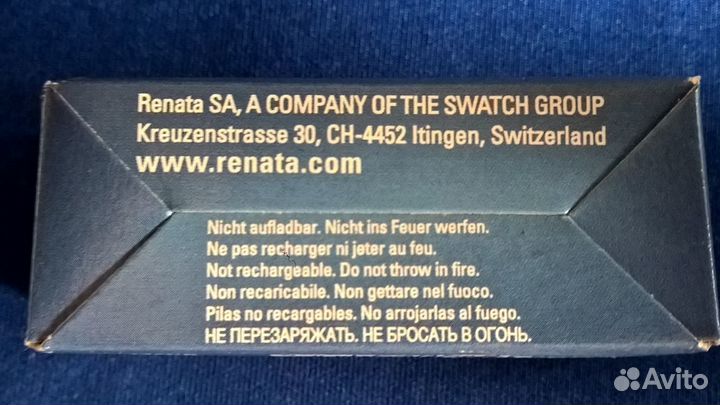 Renata SA, A COMPANY OF THE SWATCH GROUP
Kreuzenstrasse 30, CH-4452 Itingen, Switzerland
www.renata.com
Nicht aufladbar. Nicht ins Feuer werfen.
Ne pas recharger ni jeter au feu.
Not rechargeable. Do not throw in fire.
Non recaricabile. Non gettare nel fuoco.
Pilas no recargables. No arrojarlas al fuego.
НЕ ПЕРЕЗАРЯЖАТЬ. НЕ БРОСАТЬ В ОГОНЬ.
Avito